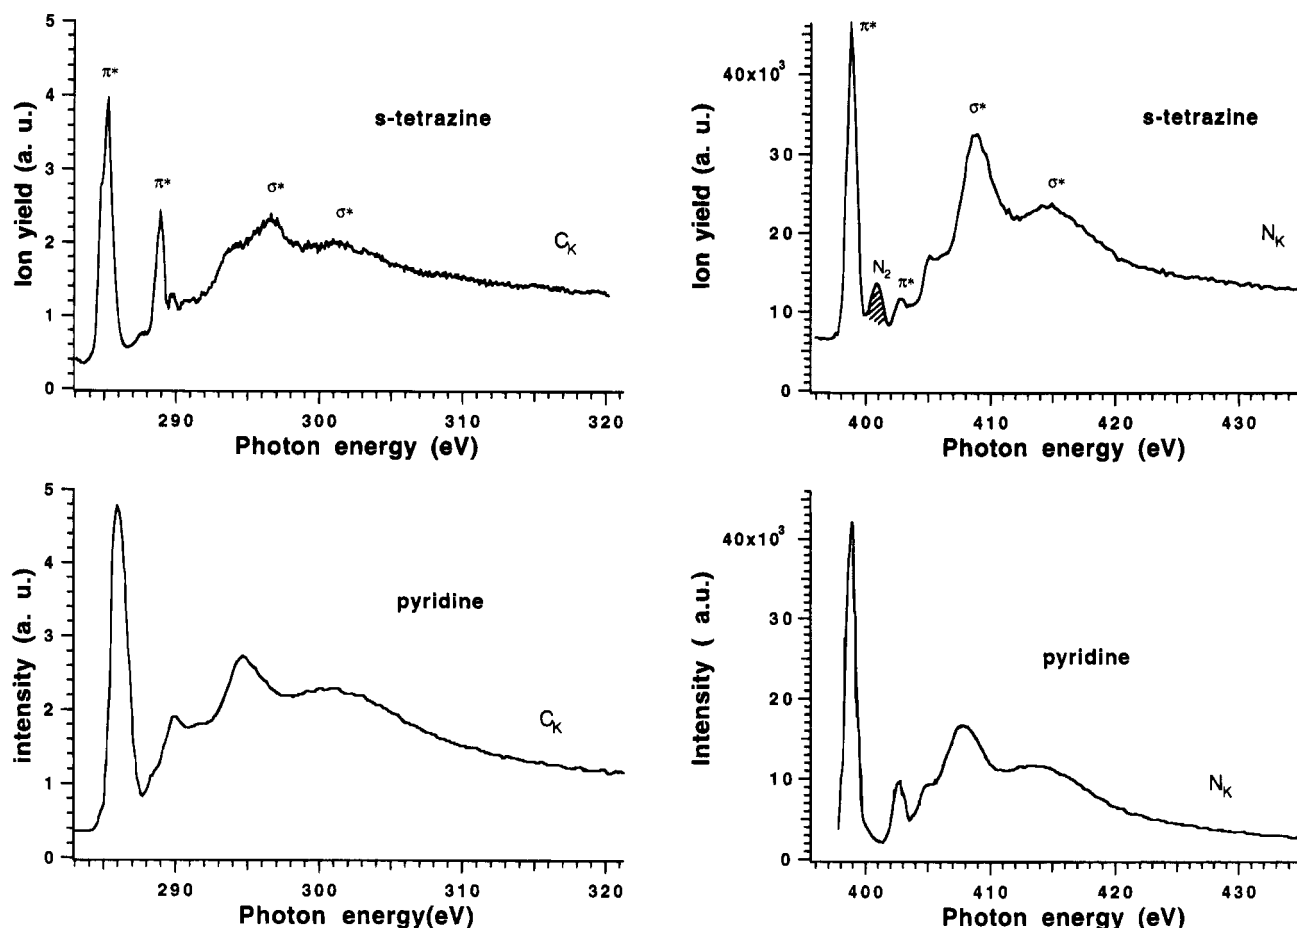 5
4
3
2
1
0
Ion yield (a. u.)
π*
π*
s-tetrazine
σ*
σ*
C_K
290
300
310
320
Photon energy (eV)
40x10³
30
20
10
0
Ion yield (a. u.)
π*
σ*
s-tetrazine
σ*
N₂
π*
N_K
400
410
420
430
Photon energy (eV)
5
4
3
2
1
0
intensity (a. u.)
pyridine
C_K
290
300
310
320
Photon energy(eV)
40x10³
30
20
10
0
Intensity ( a.u.)
pyridine
N_K
400
410
420
430
Photon energy (eV)